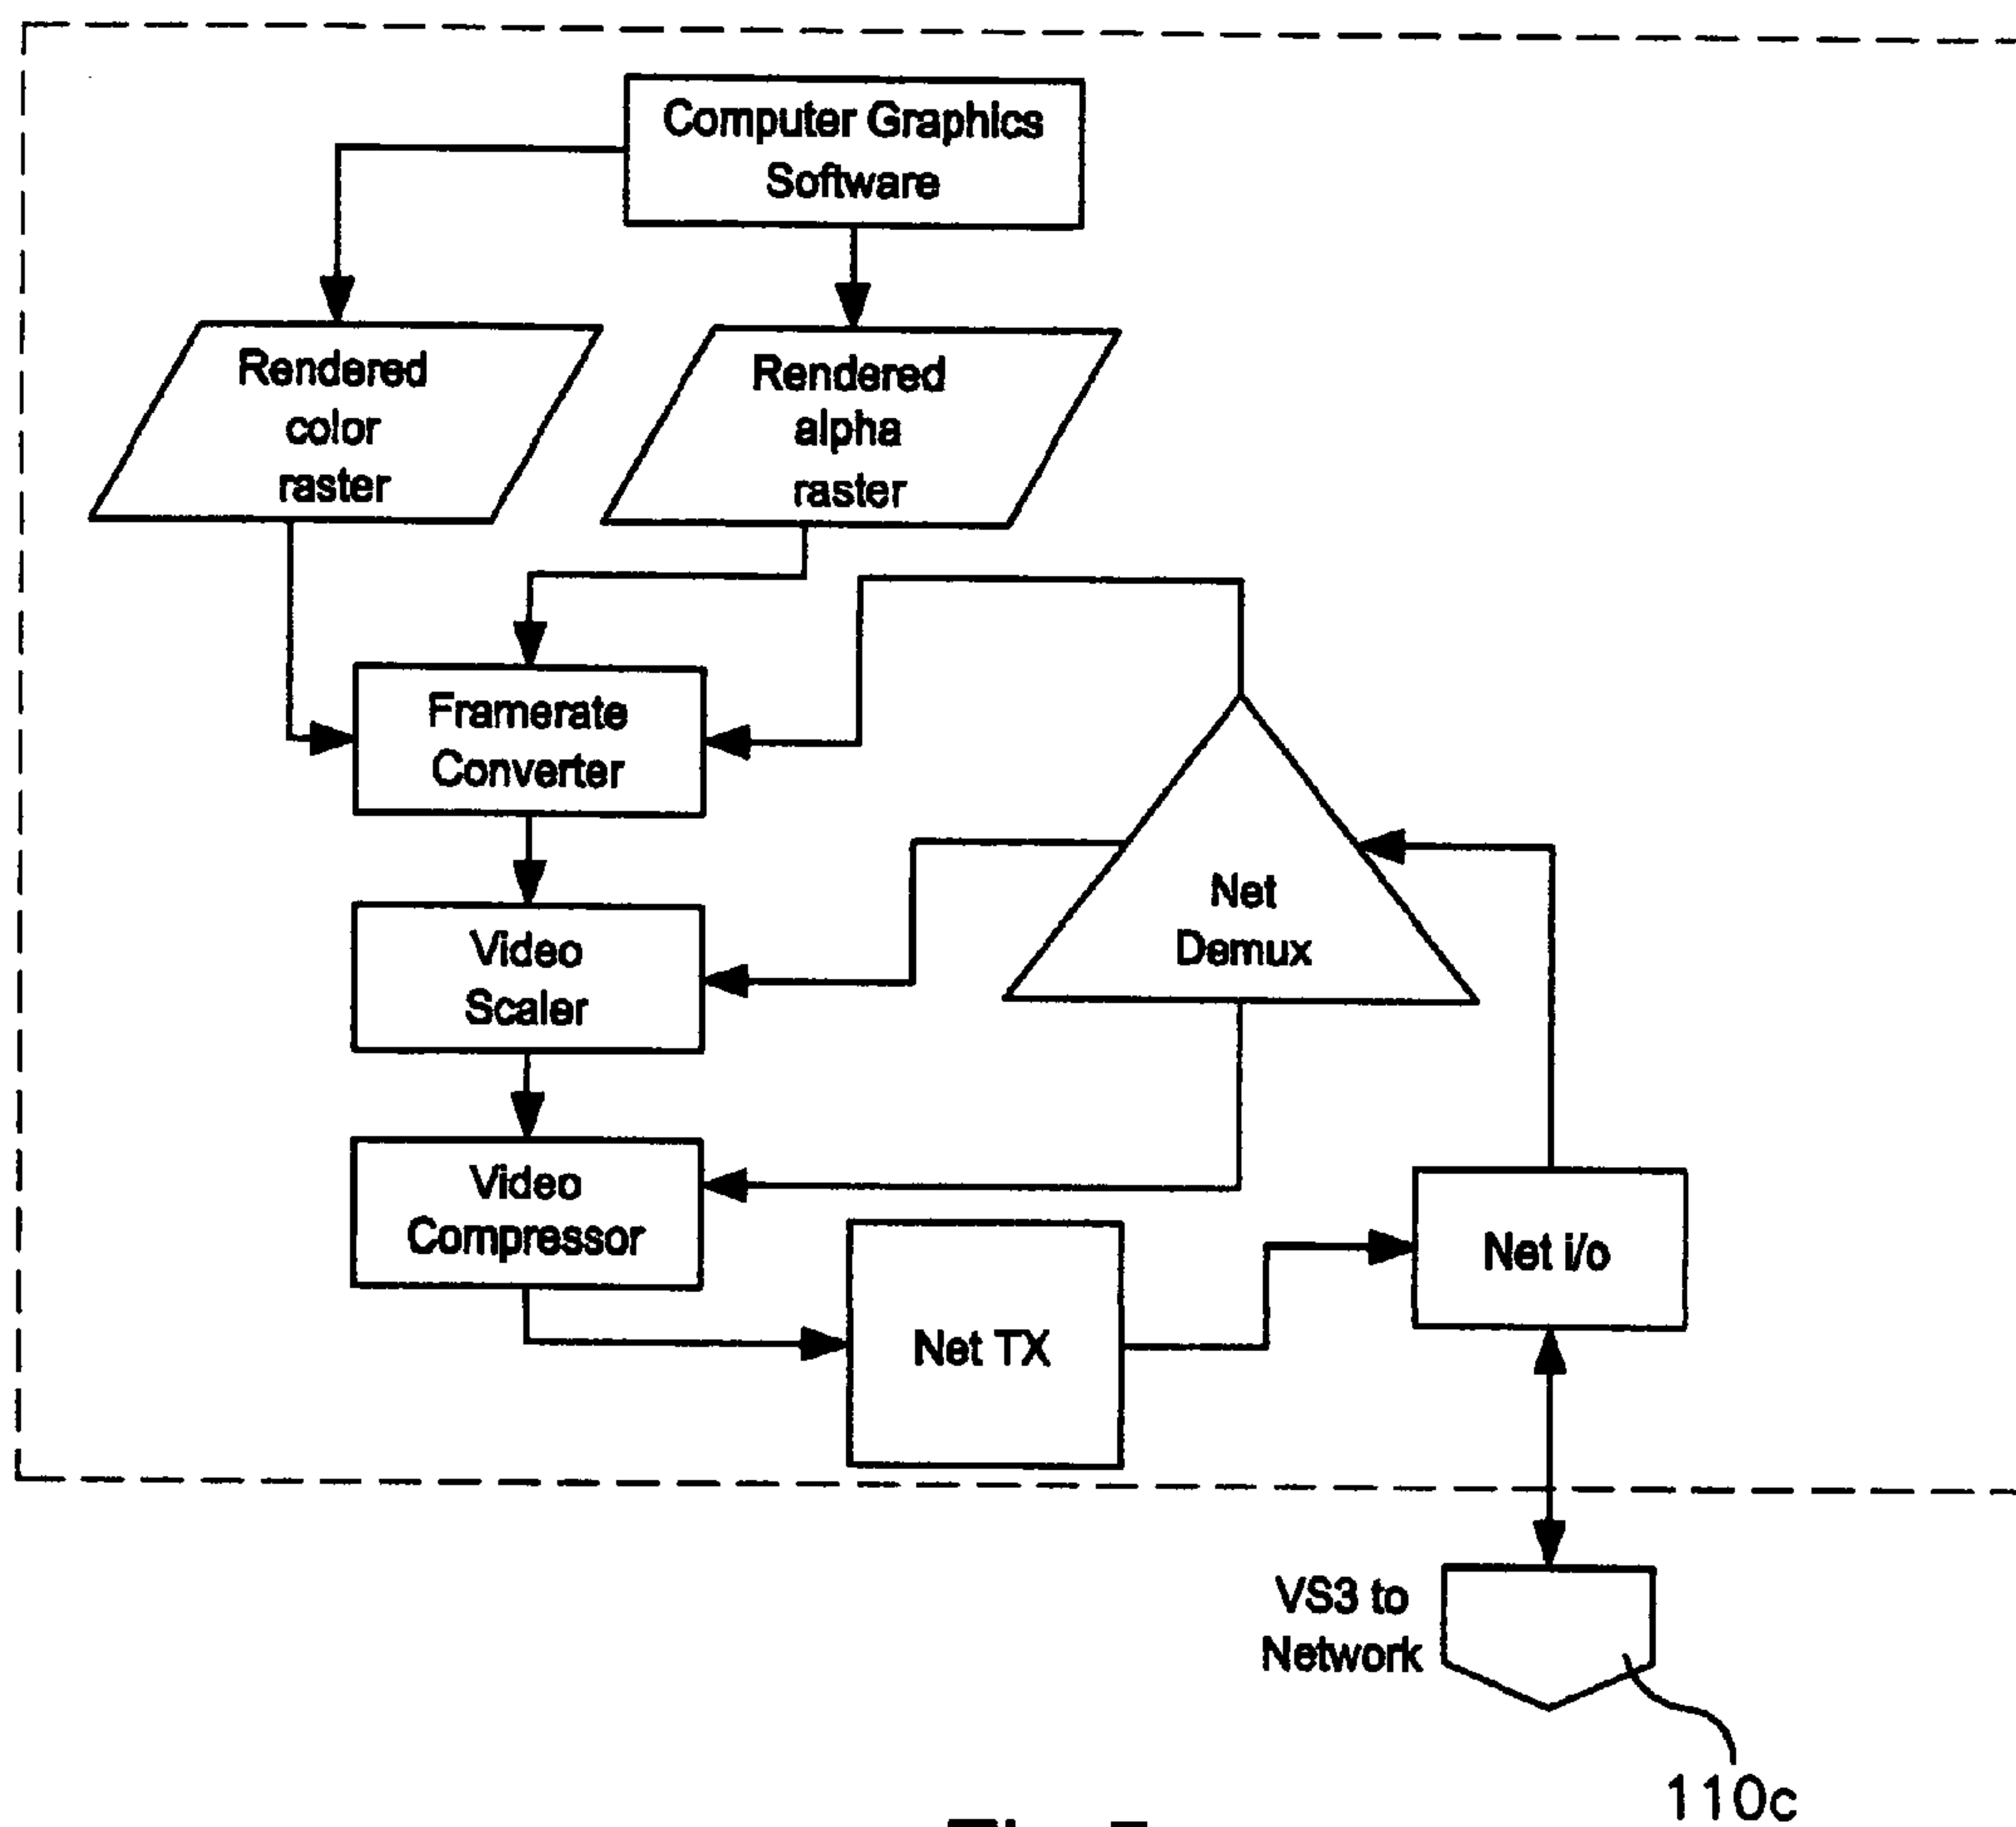 Computer Graphics
Software
Rendered
color
raster
Rendered
alpha
raster
Framerate
Converter
Net
Demux
Video
Scaler
Video
Compressor
Net i/o
Net TX
VS3 to
Network
110c